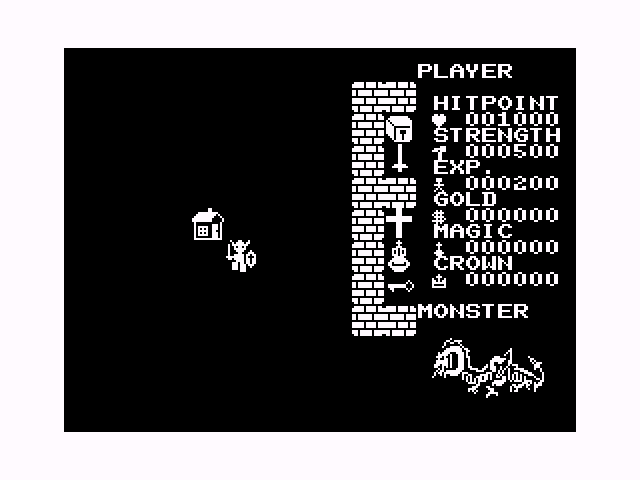 PLAYER
HITPOINT
001000
STRENGTH
000500
EXP.
000200
GOLD
000000
MAGIC
000000
CROWN
000000
MONSTER